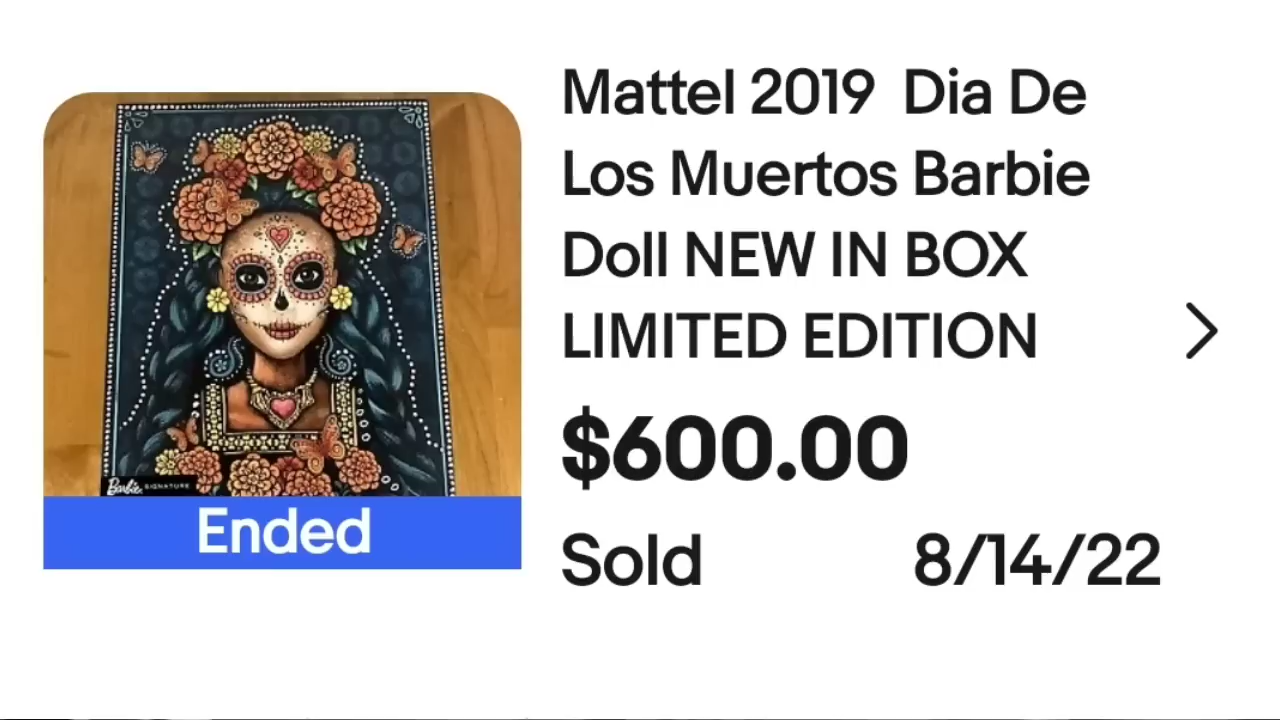 Mattel 2019 Dia De
Los Muertos Barbie
Doll NEW IN BOX
LIMITED EDITION
$600.00
Sold 8/14/22
Barbie SIGNATURE
Ended